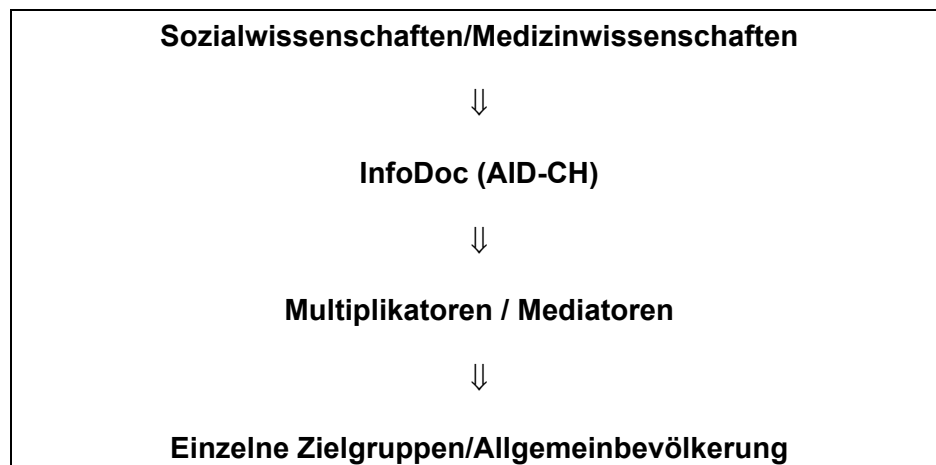 Sozialwissenschaften/Medizinwissenschaften
⇓
InfoDoc (AID-CH)
⇓
Multiplikatoren / Mediatoren
⇓
Einzelne Zielgruppen/Allgemeinbevölkerung